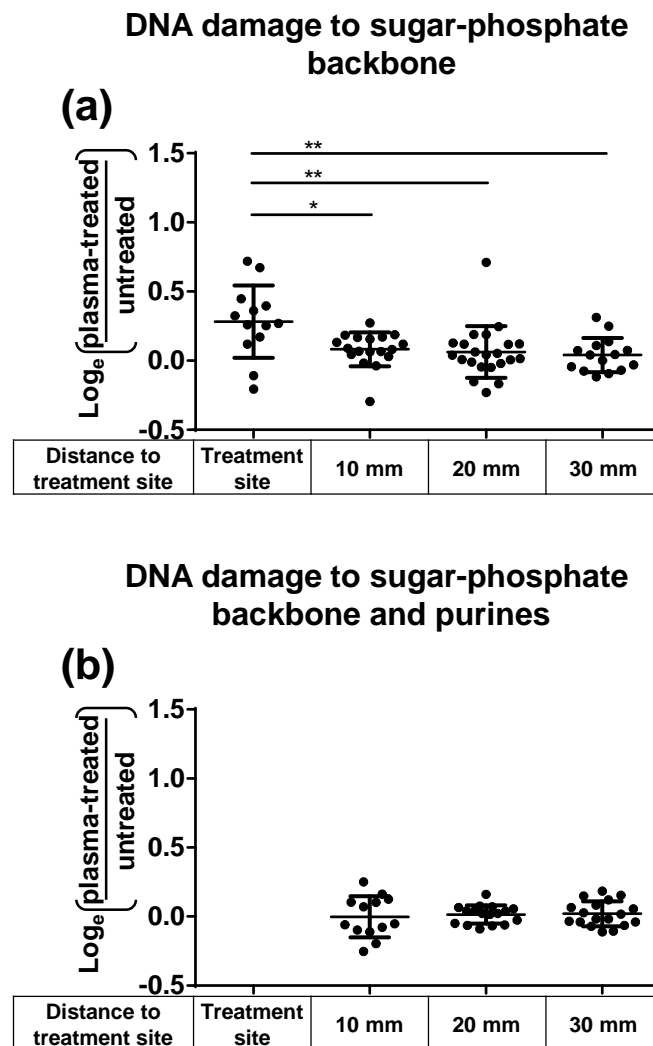 DNA damage to sugar-phosphate
backbone
(a)
**
**
*
Logₑ(plasma-treated
untreated)
1.5
1.0
0.5
0.0
-0.5
Distance to
treatment site
Treatment
site
10 mm
20 mm
30 mm
DNA damage to sugar-phosphate
backbone and purines
(b)
Logₑ(plasma-treated
untreated)
1.5
1.0
0.5
0.0
-0.5
Distance to
treatment site
Treatment
site
10 mm
20 mm
30 mm